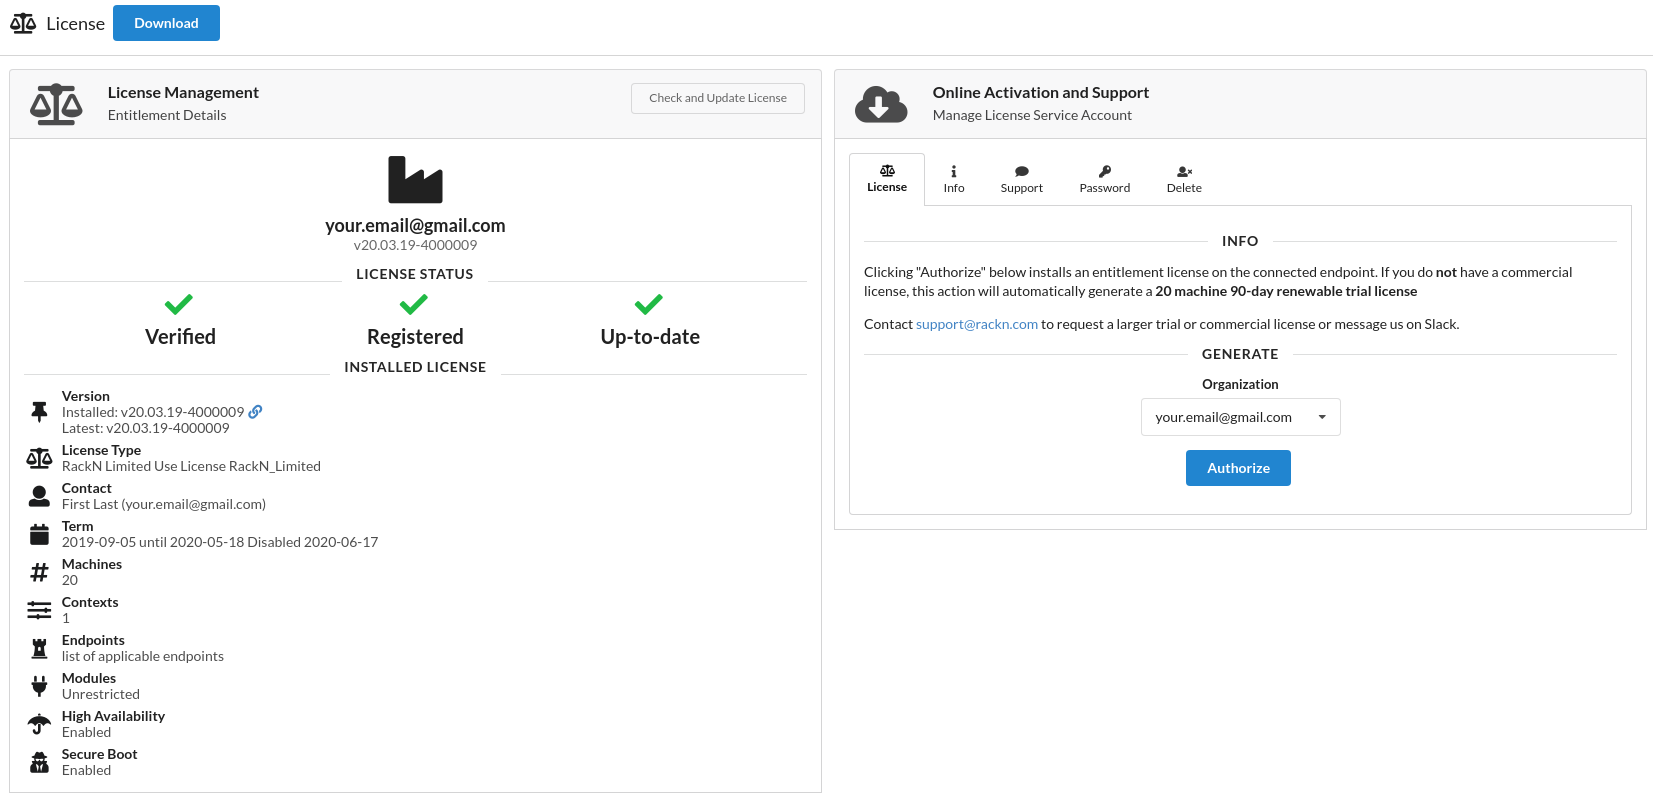 License
Download
License Management
Entitlement Details
Check and Update License
your.email@gmail.com
v20.03.19-4000009
LICENSE STATUS
Verified
Registered
Up-to-date
INSTALLED LICENSE
Version
Installed: v20.03.19-4000009
Latest: v20.03.19-4000009
License Type
RackN Limited Use License RackN_Limited
Contact
First Last (your.email@gmail.com)
Term
2019-09-05 until 2020-05-18 Disabled 2020-06-17
Machines
20
Contexts
1
Endpoints
list of applicable endpoints
Modules
Unrestricted
High Availability
Enabled
Secure Boot
Enabled
Online Activation and Support
Manage License Service Account
License
Info
Support
Password
Delete
INFO
Clicking "Authorize" below installs an entitlement license on the connected endpoint. If you do not have a commercial
license, this action will automatically generate a 20 machine 90-day renewable trial license
Contact support@rackn.com to request a larger trial or commercial license or message us on Slack.
GENERATE
Organization
your.email@gmail.com
Authorize